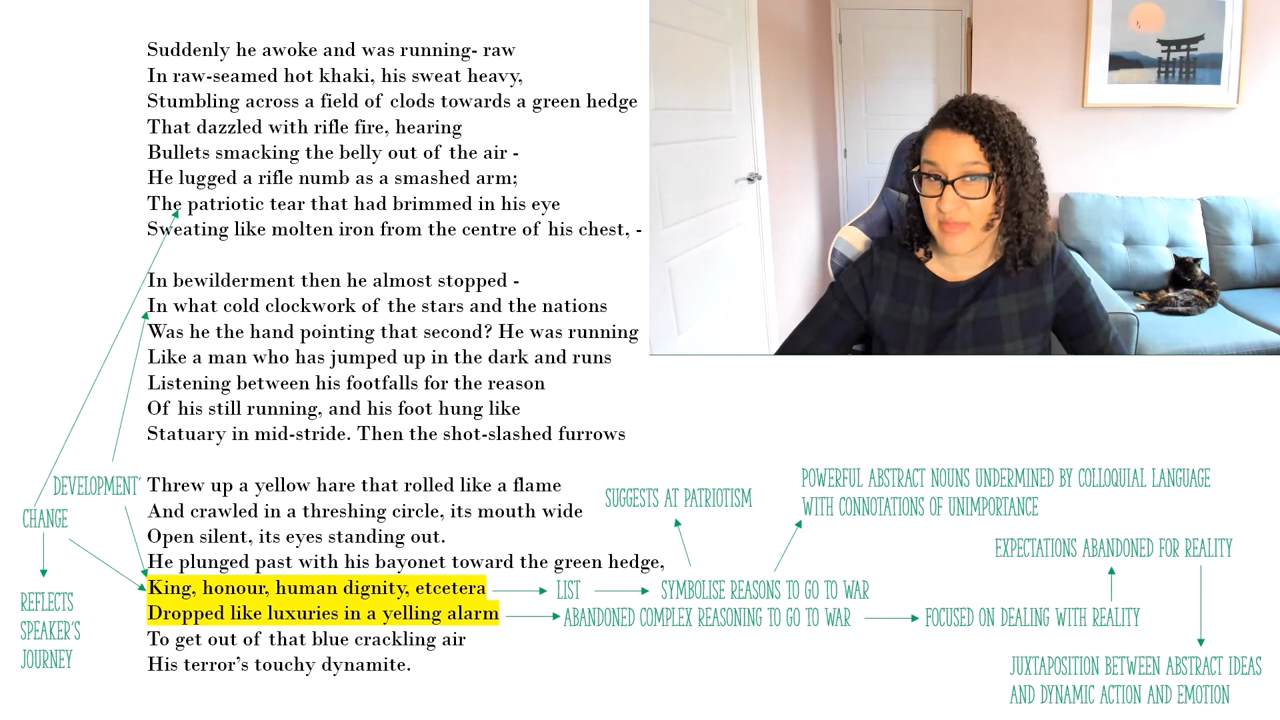 Suddenly he awoke and was running- raw
In raw-seamed hot khaki, his sweat heavy,
Stumbling across a field of clods towards a green hedge
That dazzled with rifle fire, hearing
Bullets smacking the belly out of the air -
He lugged a rifle numb as a smashed arm;
The patriotic tear that had brimmed in his eye
Sweating like molten iron from the centre of his chest, -
In bewilderment then he almost stopped -
In what cold clockwork of the stars and the nations
Was he the hand pointing that second? He was running
Like a man who has jumped up in the dark and runs
Listening between his footfalls for the reason
Of his still running, and his foot hung like
Statuary in mid-stride. Then the shot-slashed furrows
Threw up a yellow hare that rolled like a flame
And crawled in a threshing circle, its mouth wide
Open silent, its eyes standing out.
He plunged past with his bayonet toward the green hedge,
King, honour, human dignity, etcetera
Dropped like luxuries in a yelling alarm
To get out of that blue crackling air
His terror's touchy dynamite.
DEVELOPMENT
CHANGE
REFLECTS
SPEAKER'S
JOURNEY
SUGGESTS AT PATRIOTISM
POWERFUL ABSTRACT NOUNS UNDERMINED BY COLLOQUIAL LANGUAGE
WITH CONNOTATIONS OF UNIMPORTANCE
LIST
SYMBOLISE REASONS TO GO TO WAR
EXPECTATIONS ABANDONED FOR REALITY
ABANDONED COMPLEX REASONING TO GO TO WAR
FOCUSED ON DEALING WITH REALITY
JUXTAPOSITION BETWEEN ABSTRACT IDEAS
AND DYNAMIC ACTION AND EMOTION